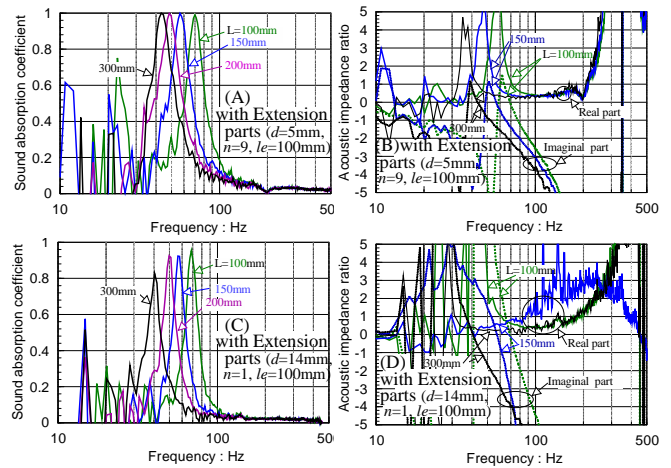 Sound absorption coefficient
1
0.8
0.6
0.4
0.2
0
10
100
500
Frequency : Hz
L=100mm
150mm
300mm
200mm
(A)
with Extension
parts (d=5mm,
n=9, le=100mm)
Acoustic impedance ratio
5
4
3
2
1
0
-1
-2
-3
-4
-5
10
100
500
Frequency : Hz
150mm
L=100mm
300mm
Real part
Imaginal part
(B)with Extension
parts (d=5mm,
n=9, le=100mm)
Sound absorption coefficient
1
0.8
0.6
0.4
0.2
0
10
100
500
Frequency : Hz
L=100mm
300mm
150mm
200mm
(C)
with Extension
parts (d=14mm,
n=1, le=100mm)
Acoustic impedance ratio
5
4
3
2
1
0
-1
-2
-3
-4
-5
10
100
500
Frequency : Hz
L=100mm
300mm
150mm
Real part
Imaginal part
(D)
with Extension
parts (d=14mm,
n=1, le=100mm)